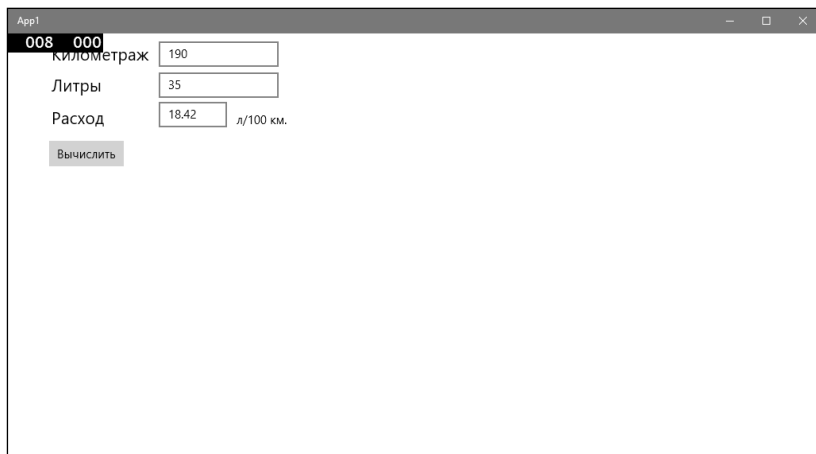 App1
008 000
Километраж 190
Литры 35
Расход 18.42 л/100 км.
Вычислить